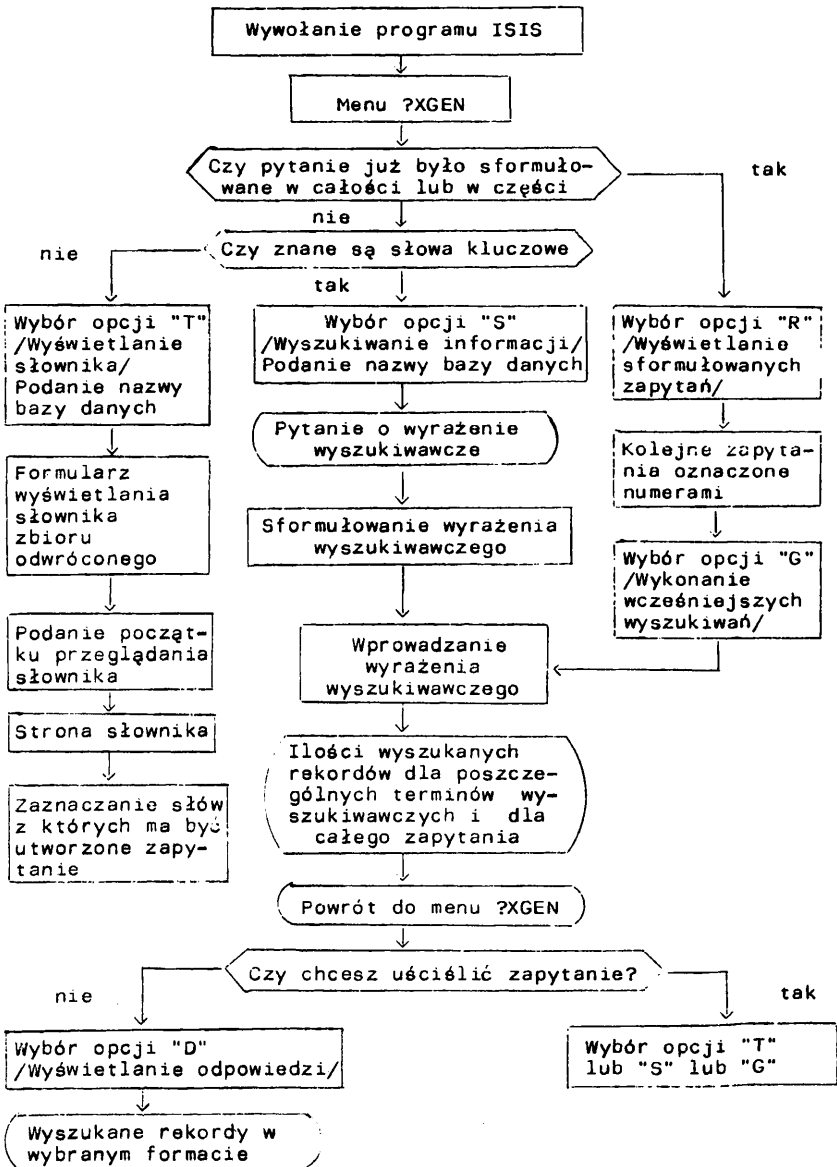 Wywołanie programu ISIS
Menu ?XGEN
Czy pytanie już było sformuło-
wane w całości lub w części
tak
nie
Czy znane są słowa kluczowe
nie
tak
Wybór opcji "T"
/Wyświetlanie
słownika/
Podanie nazwy
bazy danych
Wybór opcji "S"
/Wyszukiwanie informacji/
Podanie nazwy bazy danych
Wybór opcji "R"
/Wyświetlanie
sformułowanych
zapytań/
Pytanie o wyrażenie
wyszukiwawcze
Formularz
wyświetlania
słownika
zbioru
odwróconego
Kolejne zapyta-
nia oznaczone
numerami
Sformułowanie wyrażenia
wyszukiwawczego
Wybór opcji "G"
/Wykonanie
wcześniejszych
wyszukiwań/
Podanie począt-
ku przeglądania
słownika
Wprowadzanie
wyrażenia
wyszukiwawczego
Strona słownika
Ilości wyszukanych
rekordów dla poszcze-
gólnych terminów wy-
szukiwawczych i dla
całego zapytania
Zaznaczanie słów
z których ma być
utworzone zapy-
tanie
Powrót do menu ?XGEN
Czy chcesz uściślić zapytanie?
nie
tak
Wybór opcji "D"
/Wyświetlanie odpowiedzi/
Wybór opcji "T"
lub "S" lub "G"
Wyszukane rekordy w
wybranym formacie